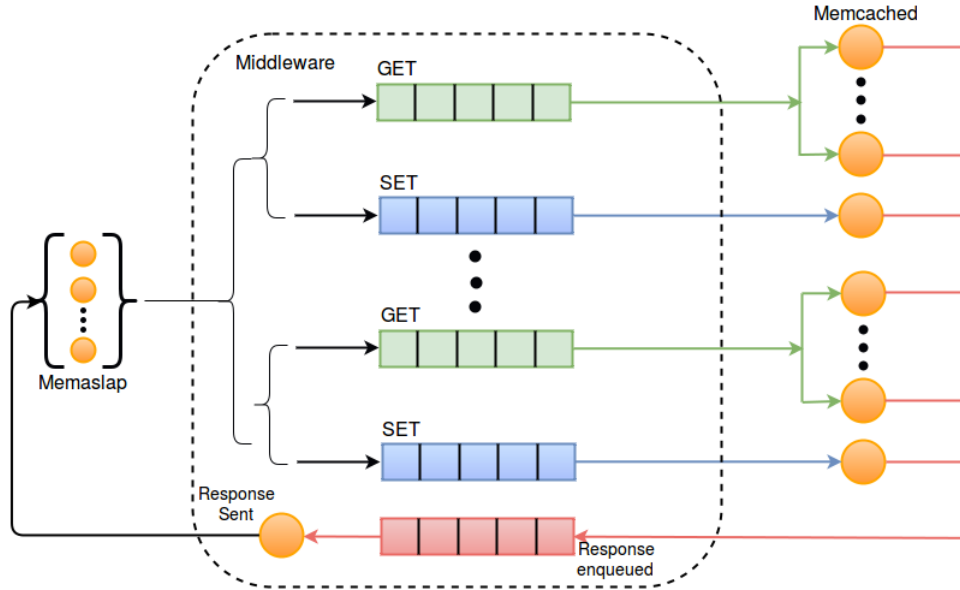 Memcached
Middleware
GET
SET
GET
Memaslap
SET
Response
Sent
Response
enqueued